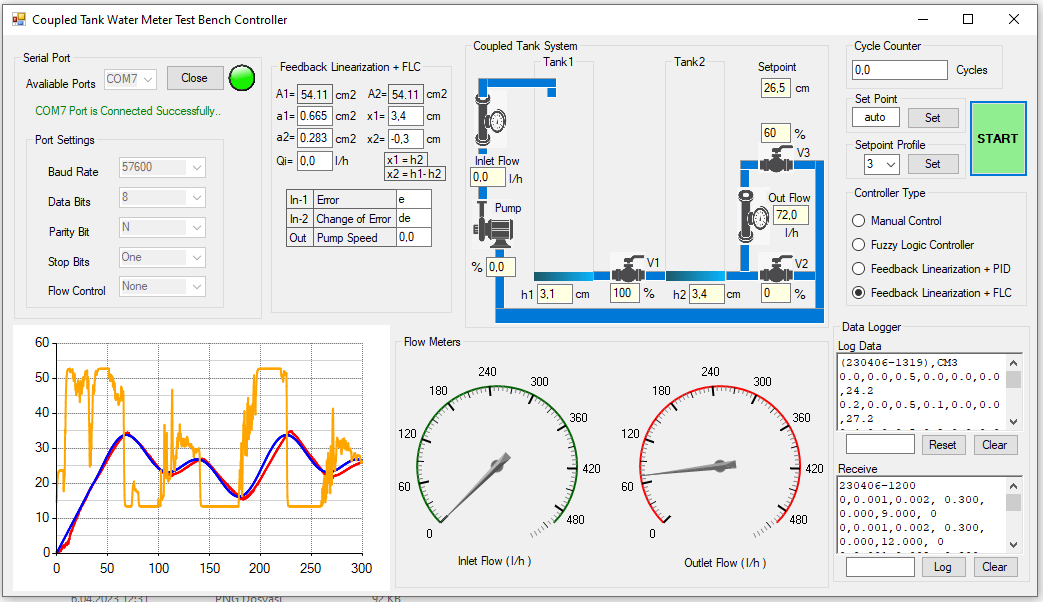 Coupled Tank Water Meter Test Bench Controller
Serial Port
Avaliable Ports COM7 Close
COM7 Port is Connected Successfully..
Port Settings
Baud Rate 57600
Data Bits 8
Parity Bit N
Stop Bits One
Flow Control None
Feedback Linearization + FLC
A1= 54.11 cm2 A2= 54.11 cm2
a1= 0.665 cm2 x1= 3,4 cm
a2= 0.283 cm2 x2= -0,3 cm
Qi= 0,0 l/h
x1 = h2
x2 = h1- h2
In-1 Error e
In-2 Change of Error de
Out Pump Speed 0,0
Coupled Tank System
Tank1
Tank2
Setpoint
26,5 cm
60 %
V3
Inlet Flow
0,0 l/h
Out Flow
72,0
l/h
Pump
% 0,0
V1
V2
h1 3,1 cm
100 %
h2 3,4 cm
0 %
Cycle Counter
0,0 Cycles
Set Point
auto Set
Setpoint Profile
3 Set
START
Controller Type
Manual Control
Fuzzy Logic Controller
Feedback Linearization + PID
Feedback Linearization + FLC
60
50
40
30
20
10
0
0 50 100 150 200 250 300
Flow Meters
0 60 120 180 240 300 360 420 480
Inlet Flow ( l/h )
0 60 120 180 240 300 360 420 480
Outlet Flow ( l/h )
Data Logger
Log Data
(230406-1319),CM3
0.0,0.0,0.5,0.0,0.0,0.0
,24.2
0.2,0.0,0.5,0.1,0.0,0.0
,27.2
Reset Clear
Receive
230406-1200
0,0.001,0.002, 0.300,
0.000,9.000, 0
0,0.001,0.002, 0.300,
0.000,12.000, 0
Log Clear
6.04.2023 12:31 PNG Dosyası 92 KB